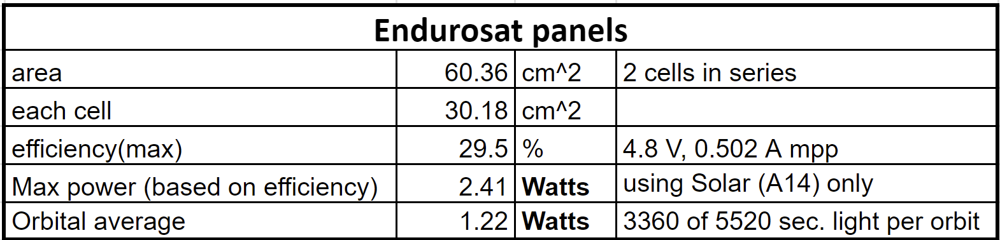 Endurosat panels
area 60.36 cm^2 2 cells in series
each cell 30.18 cm^2
efficiency(max) 29.5 % 4.8 V, 0.502 A mpp
Max power (based on efficiency) 2.41 Watts using Solar (A14) only
Orbital average 1.22 Watts 3360 of 5520 sec. light per orbit